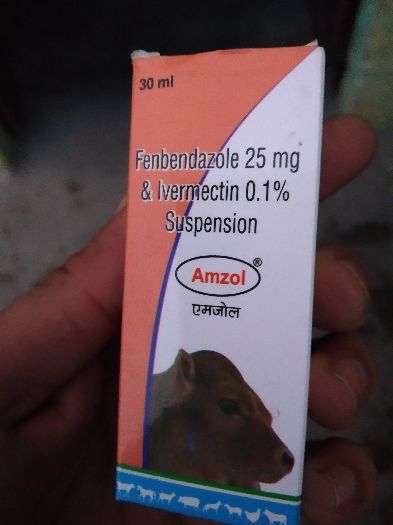 30 ml
Fenbendazole 25 mg
& Ivermectin 0.1%
Suspension
Amzol®
एमजोल